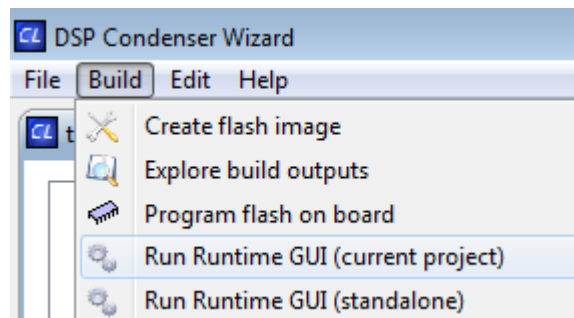 CL DSP Condenser Wizard
File Build Edit Help
CL t Create flash image
Explore build outputs
Program flash on board
Run Runtime GUI (current project)
Run Runtime GUI (standalone)